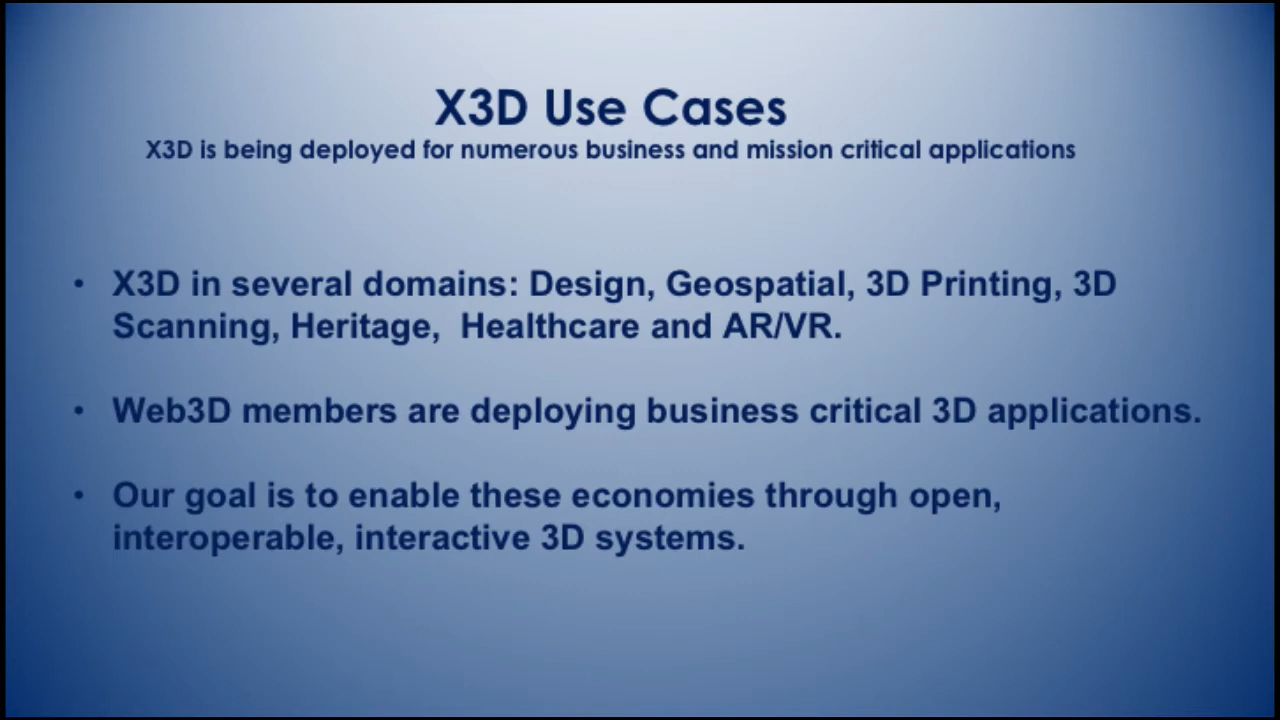 X3D Use Cases
X3D is being deployed for numerous business and mission critical applications
• X3D in several domains: Design, Geospatial, 3D Printing, 3D
Scanning, Heritage,  Healthcare and AR/VR.
• Web3D members are deploying business critical 3D applications.
• Our goal is to enable these economies through open,
interoperable, interactive 3D systems.